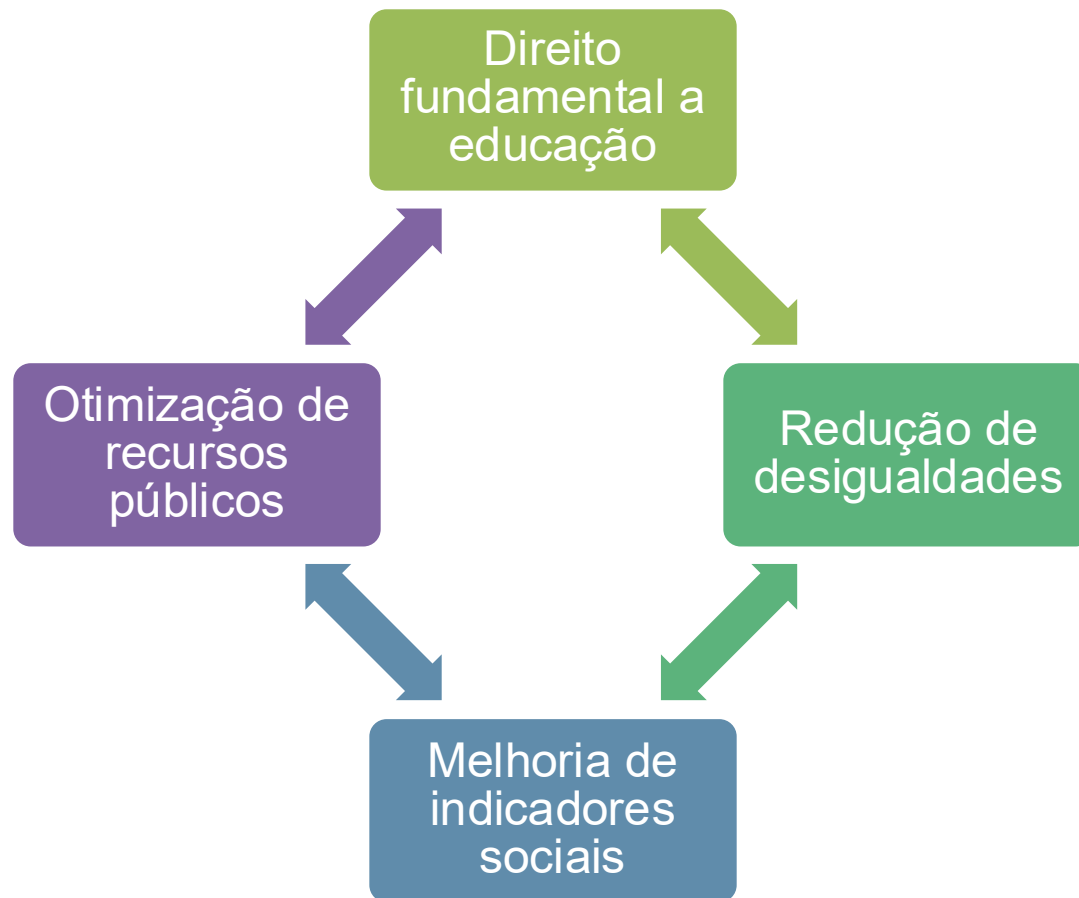 Direito
fundamental a
educação
Otimização de
recursos
públicos
Redução de
desigualdades
Melhoria de
indicadores
sociais